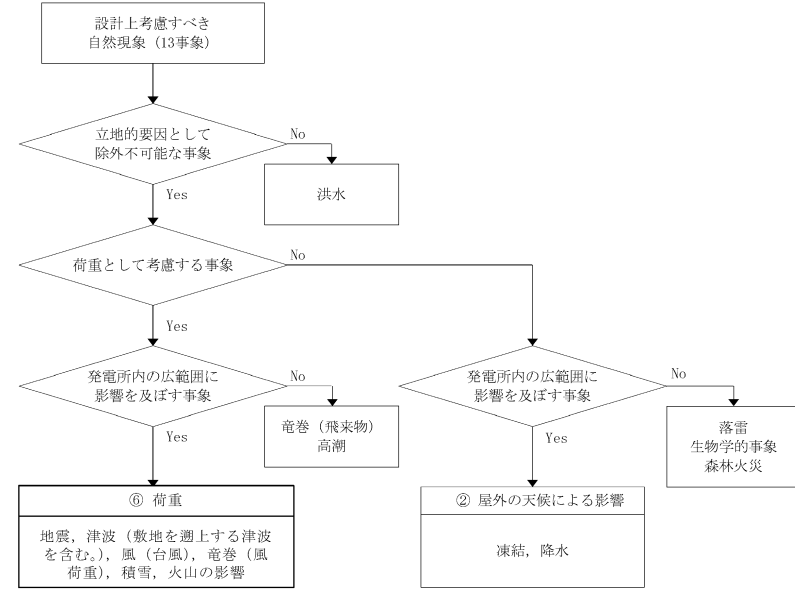 設計上考慮すべき
自然現象（13事象）
立地的要因として
除外不可能な事象
No
Yes
洪水
荷重として考慮する事象
No
Yes
発電所内の広範囲に
影響を及ぼす事象
No
Yes
竜巻（飛来物）
高潮
発電所内の広範囲に
影響を及ぼす事象
No
Yes
落雷
生物学的事象
森林火災
⑥ 荷重
地震，津波（敷地を遡上する津波
を含む。），風（台風），竜巻（風
荷重），積雪，火山の影響
② 屋外の天候による影響
凍結，降水